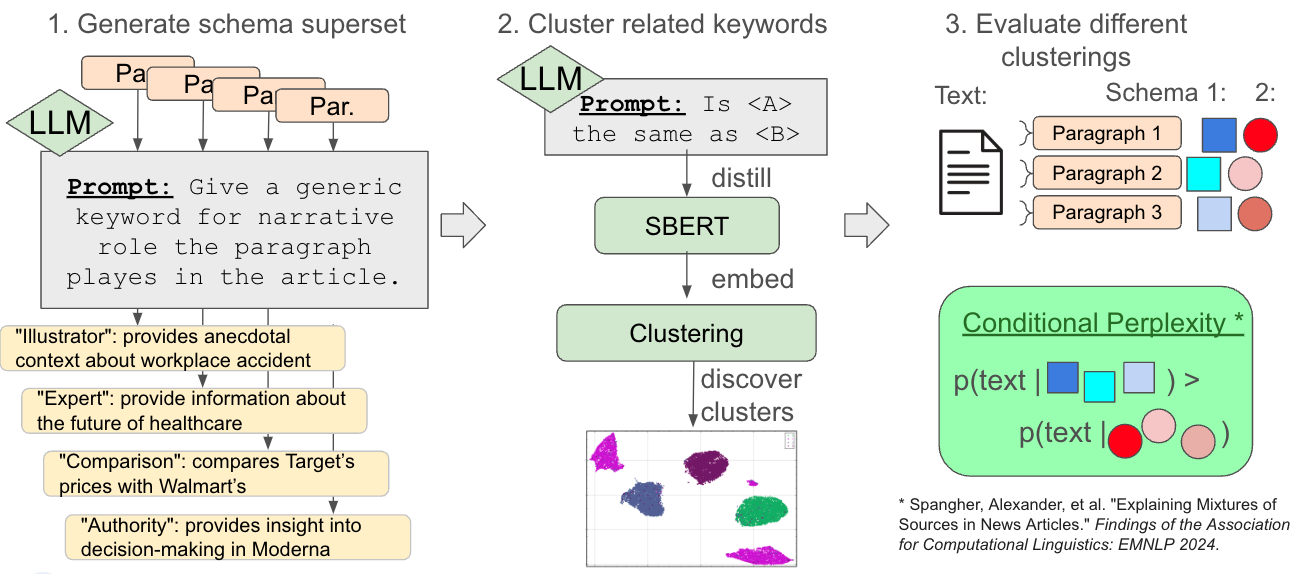 1. Generate schema superset
Pa
Pa
Pa
Par.
LLM
Prompt: Give a generic
keyword for narrative
role the paragraph
playes in the article.
"Illustrator": provides anecdotal
context about workplace accident
"Expert": provide information about
the future of healthcare
"Comparison": compares Target's
prices with Walmart's
"Authority": provides insight into
decision-making in Moderna
2. Cluster related keywords
LLM
Prompt: Is <A>
the same as <B>
distill
SBERT
embed
Clustering
discover
clusters
3. Evaluate different
clusterings
Text:
Schema 1: 2:
Paragraph 1
Paragraph 2
Paragraph 3
Conditional Perplexity *
p(text | ) >
p(text | )
* Spangher, Alexander, et al. "Explaining Mixtures of
Sources in News Articles." Findings of the Association
for Computational Linguistics: EMNLP 2024.